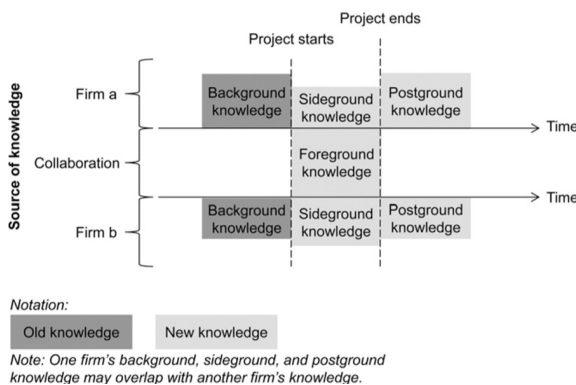 Project ends
Project starts
Source of knowledge
Firm a
Background
knowledge
Sideground
knowledge
Postground
knowledge
Time
Collaboration
Foreground
knowledge
Time
Firm b
Background
knowledge
Sideground
knowledge
Postground
knowledge
Notation:
Old knowledge
New knowledge
Note: One firm's background, sideground, and postground
knowledge may overlap with another firm's knowledge.